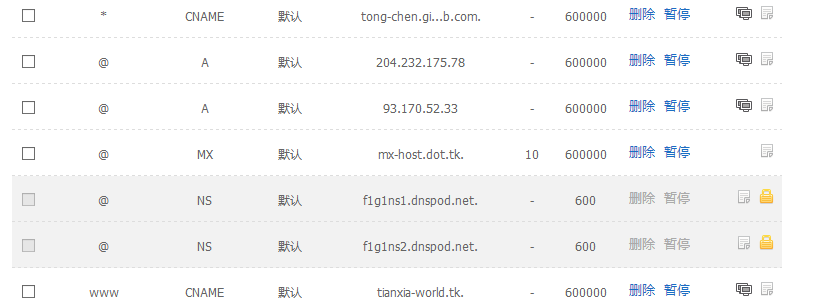 * CNAME 默认 tong-chen.gi...b.com. - 600000 删除 暂停
@ A 默认 204.232.175.78 - 600000 删除 暂停
@ A 默认 93.170.52.33 - 600000 删除 暂停
@ MX 默认 mx-host.dot.tk. 10 600000 删除 暂停
@ NS 默认 f1g1ns1.dnspod.net. - 600 删除 暂停
@ NS 默认 f1g1ns2.dnspod.net. - 600 删除 暂停
www CNAME 默认 tianxia-world.tk. - 600000 删除 暂停